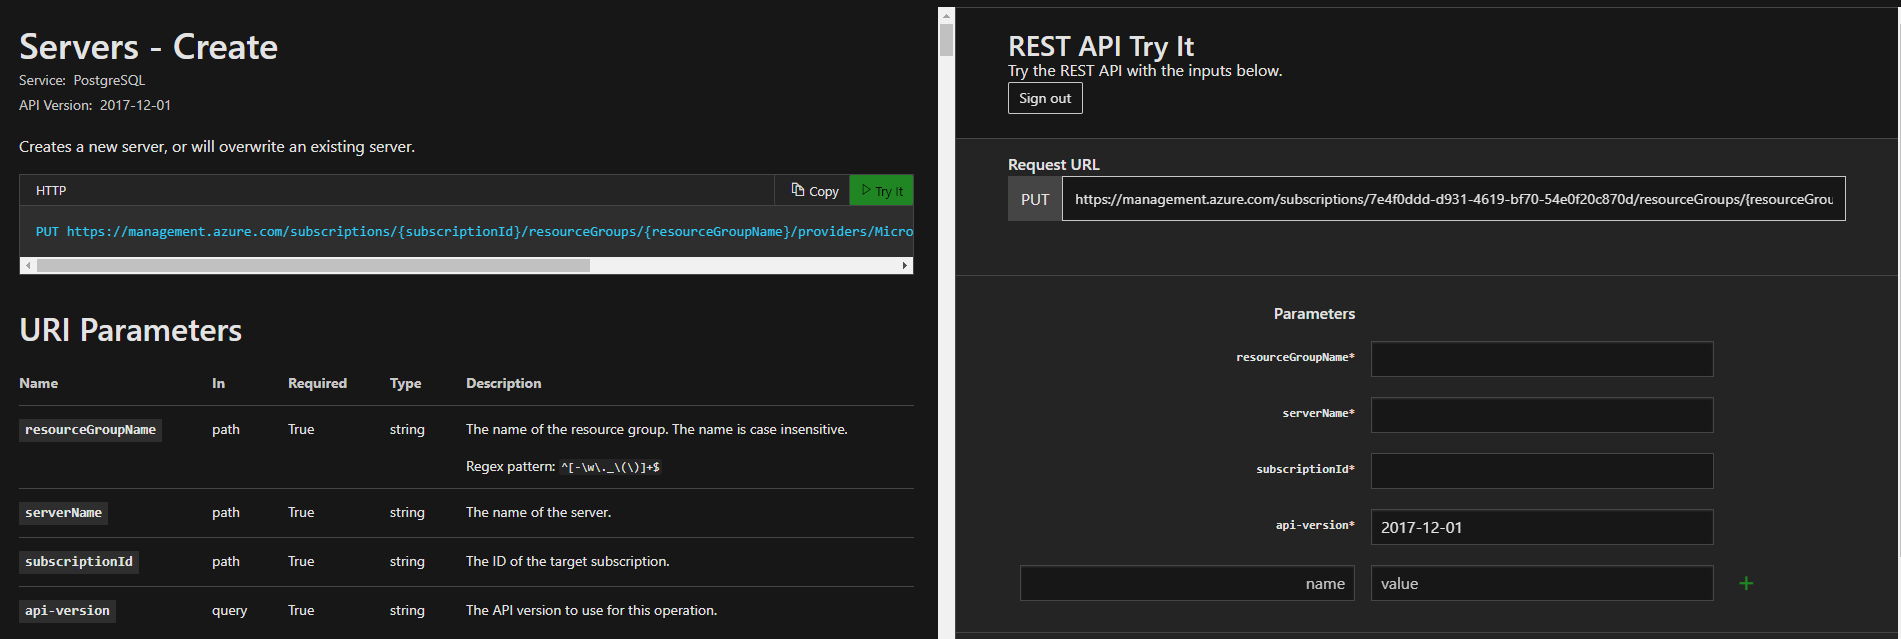 Servers - Create
Service: PostgreSQL
API Version: 2017-12-01
Creates a new server, or will overwrite an existing server.
HTTP
Copy
Try It
PUT https://management.azure.com/subscriptions/{subscriptionId}/resourceGroups/{resourceGroupName}/providers/Micro
URI Parameters
Name In Required Type Description
resourceGroupName path True string The name of the resource group. The name is case insensitive.
Regex pattern: ^[-\w\._\(\)]+$
serverName path True string The name of the server.
subscriptionId path True string The ID of the target subscription.
api-version query True string The API version to use for this operation.
REST API Try It
Try the REST API with the inputs below.
Sign out
Request URL
PUT https://management.azure.com/subscriptions/7e4f0ddd-d931-4619-bf70-54e0f20c870d/resourceGroups/{resourceGrou
Parameters
resourceGroupName*
serverName*
subscriptionId*
api-version* 2017-12-01
name value +